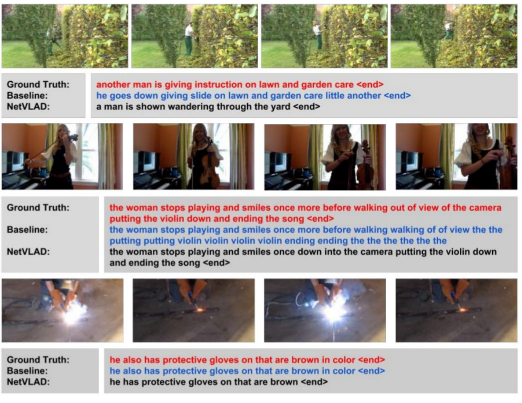 Ground Truth: another man is giving instruction on lawn and garden care <end>
Baseline: he goes down giving slide on lawn and garden care little another <end>
NetVLAD: a man is shown wandering through the yard <end>
Ground Truth: the woman stops playing and smiles once more before walking out of view of the camera
putting the violin down and ending the song <end>
Baseline: the woman stops playing and smiles once more before walking walking of of view the the
putting putting violin violin violin violin ending ending the the the the the the
NetVLAD: the woman stops playing and smiles once down into the camera putting the violin down
and ending the song <end>
Ground Truth: he also has protective gloves on that are brown in color <end>
Baseline: he also has protective gloves on that are brown in color <end>
NetVLAD: he has protective gloves on that are brown <end>